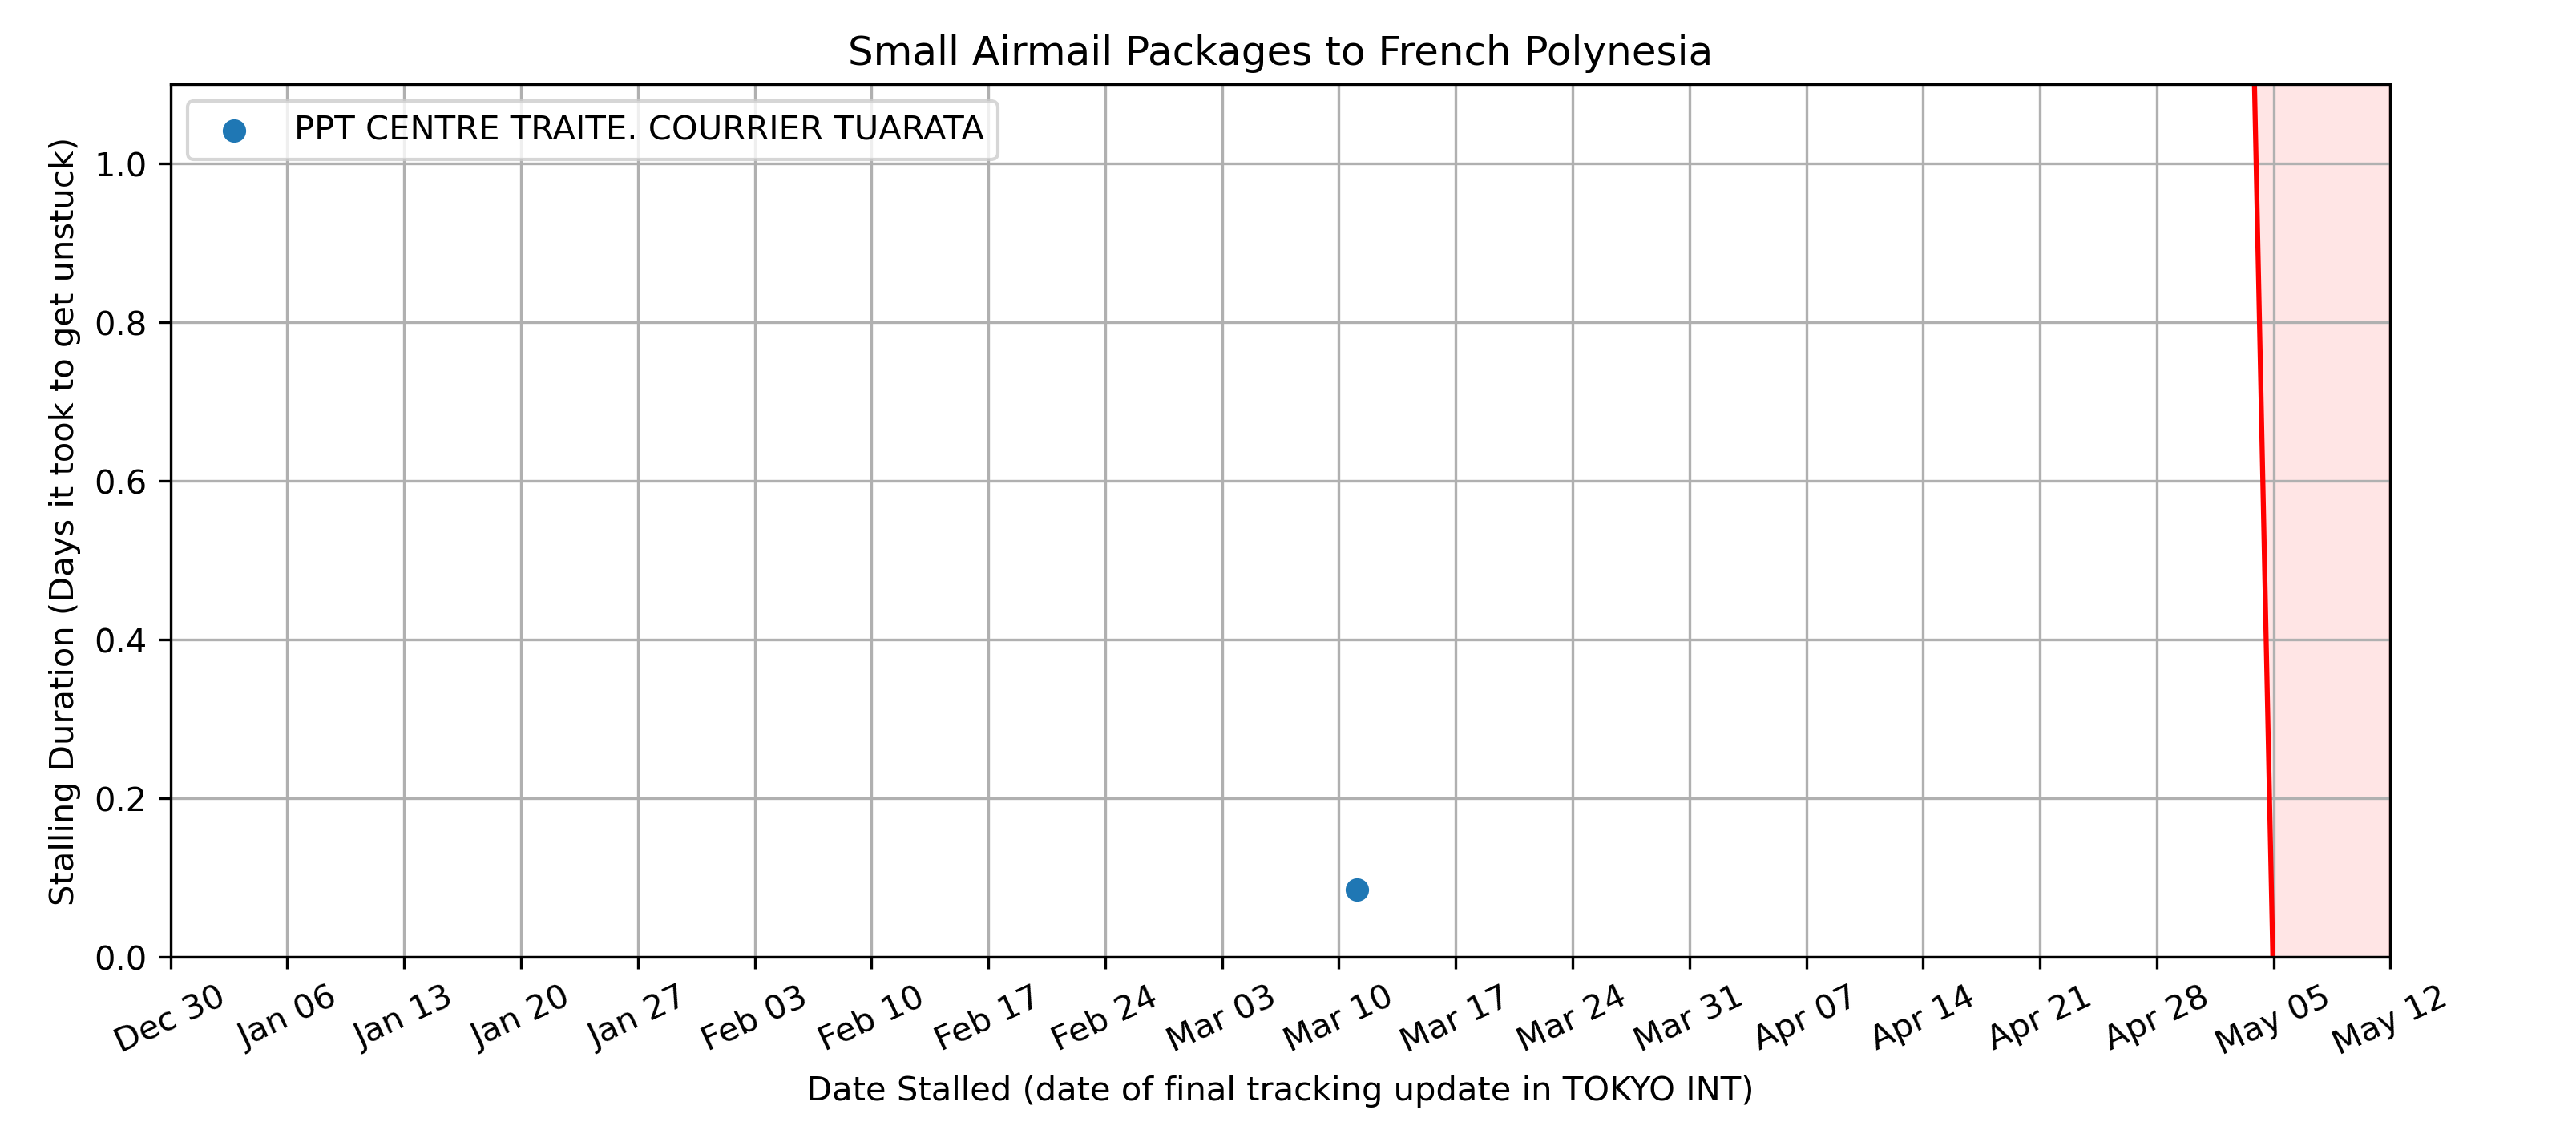 Small Airmail Packages to French Polynesia
PPT CENTRE TRAITE. COURRIER TUARATA
Stalling Duration (Days it took to get unstuck)
1.0
0.8
0.6
0.4
0.2
0.0
Dec 30
Jan 06
Jan 13
Jan 20
Jan 27
Feb 03
Feb 10
Feb 17
Feb 24
Mar 03
Mar 10
Mar 17
Mar 24
Mar 31
Apr 07
Apr 14
Apr 21
Apr 28
May 05
May 12
Date Stalled (date of final tracking update in TOKYO INT)